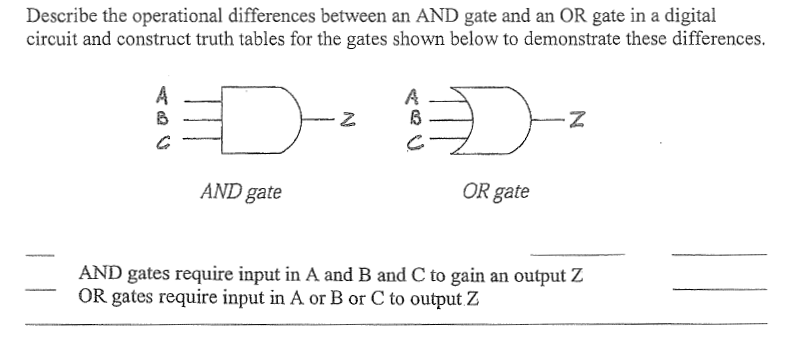 Describe the operational differences between an AND gate and an OR gate in a digital
circuit and construct truth tables for the gates shown below to demonstrate these differences.
A A
B Z B Z
C C
AND gate OR gate
AND gates require input in A and B and C to gain an output Z
OR gates require input in A or B or C to output Z